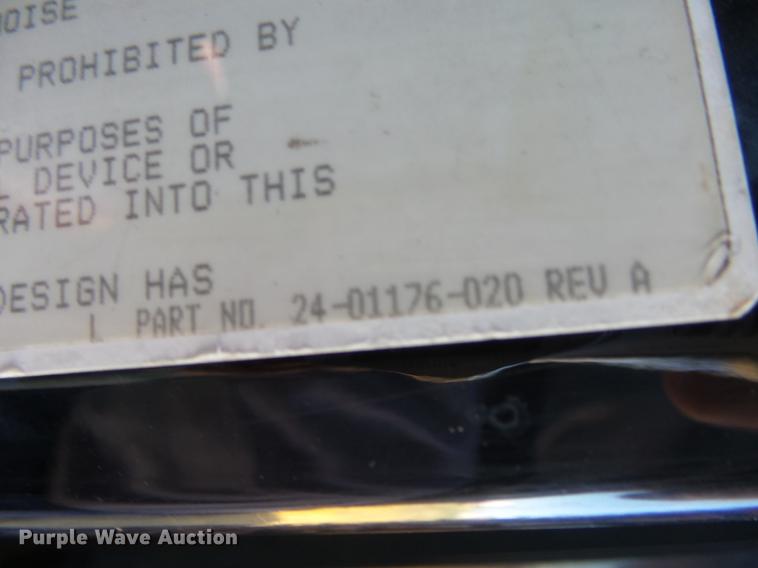 NOISE
PROHIBITED BY
PURPOSES OF
L DEVICE OR
RATED INTO THIS
DESIGN HAS
L PART NO. 24-01176-020 REV A
Purple Wave Auction